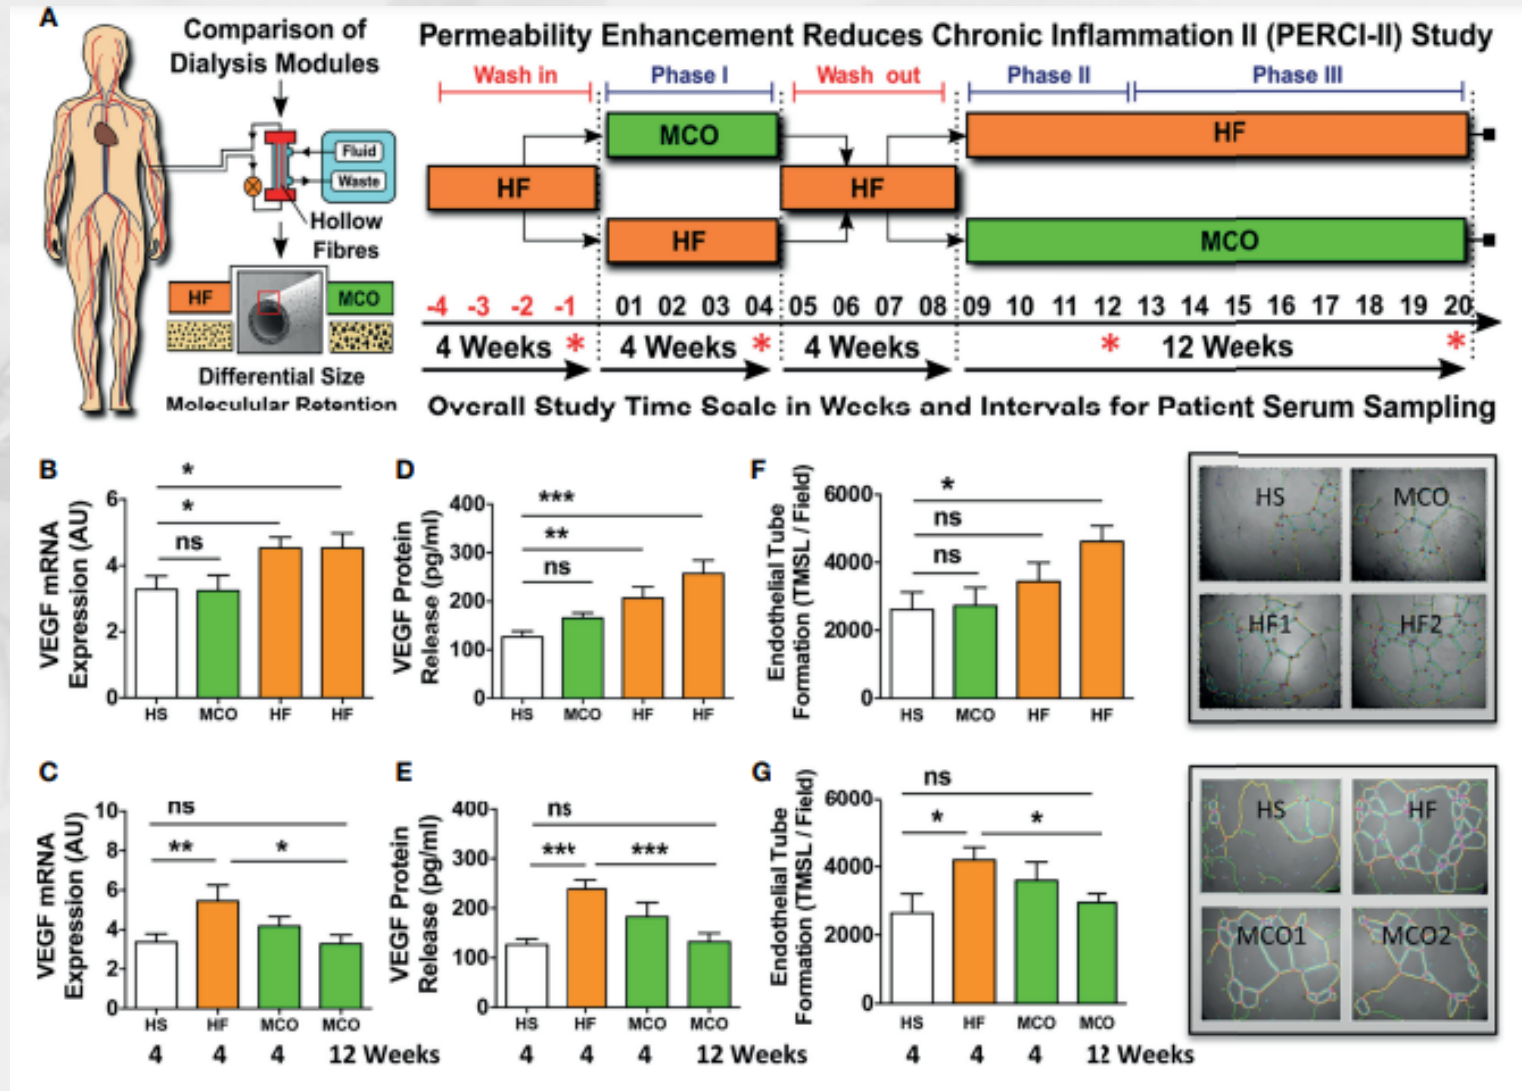 A
Comparison of
Dialysis Modules
Fluid
Waste
Hollow
Fibres
HF
MCO
Differential Size
Moleculular Retention
Permeability Enhancement Reduces Chronic Inflammation II (PERCI-II) Study
Wash in
Phase I
Wash out
Phase II
Phase III
MCO
HF
HF
HF
HF
MCO
-4 -3 -2 -1 01 02 03 04 05 06 07 08 09 10 11 12 13 14 15 16 17 18 19 20
4 Weeks * 4 Weeks * 4 Weeks * 12 Weeks *
Overall Study Time Scale in Weeks and Intervals for Patient Serum Sampling
B
VEGF mRNA
Expression (AU)
6
4
2
0
*
*
ns
HS MCO HF HF
D
VEGF Protein
Release (pg/ml)
400
300
200
100
0
***
**
ns
HS MCO HF HF
F
Endothelial Tube
Formation (TMSL / Field)
6000
4000
2000
0
*
ns
ns
HS MCO HF HF
HS MCO
HF1 HF2
C
VEGF mRNA
Expression (AU)
10
8
6
4
2
0
ns
** *
HS HF MCO MCO
4 4 4 12 Weeks
E
VEGF Protein
Release (pg/ml)
400
300
200
100
0
ns
*** ***
HS HF MCO MCO
4 4 4 12 Weeks
G
Endothelial Tube
Formation (TMSL / Field)
6000
4000
2000
0
ns
* *
HS HF MCO MCO
4 4 4 12 Weeks
HS HF
MCO1 MCO2